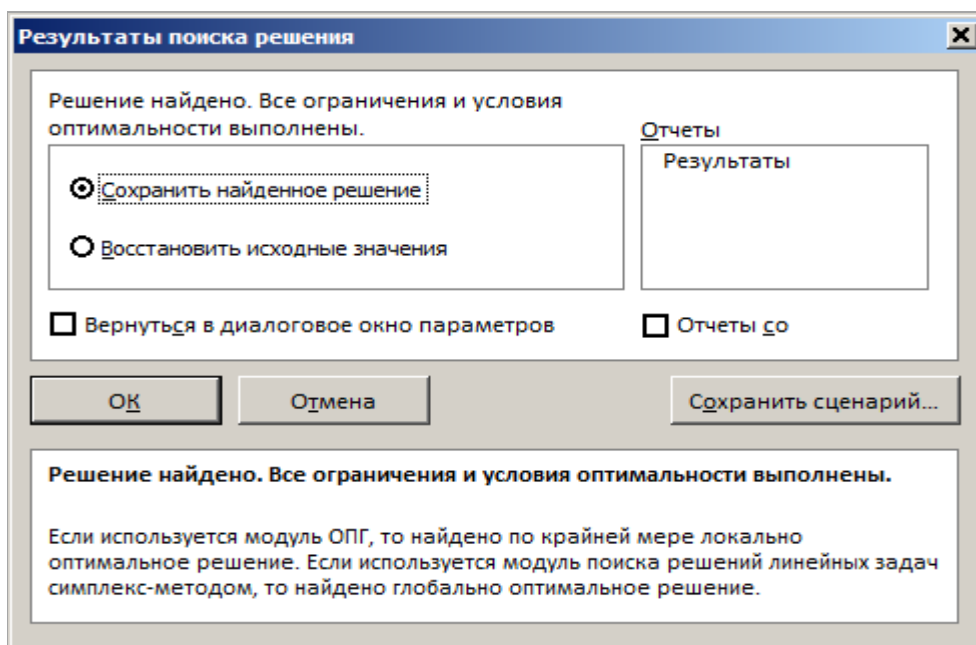 Результаты поиска решения
Решение найдено. Все ограничения и условия
оптимальности выполнены.
Отчеты
Результаты
Сохранить найденное решение
Восстановить исходные значения
Вернуться в диалоговое окно параметров
Отчеты со
ОК
Отмена
Сохранить сценарий...
Решение найдено. Все ограничения и условия оптимальности выполнены.
Если используется модуль ОПГ, то найдено по крайней мере локально
оптимальное решение. Если используется модуль поиска решений линейных задач
симплекс-методом, то найдено глобально оптимальное решение.